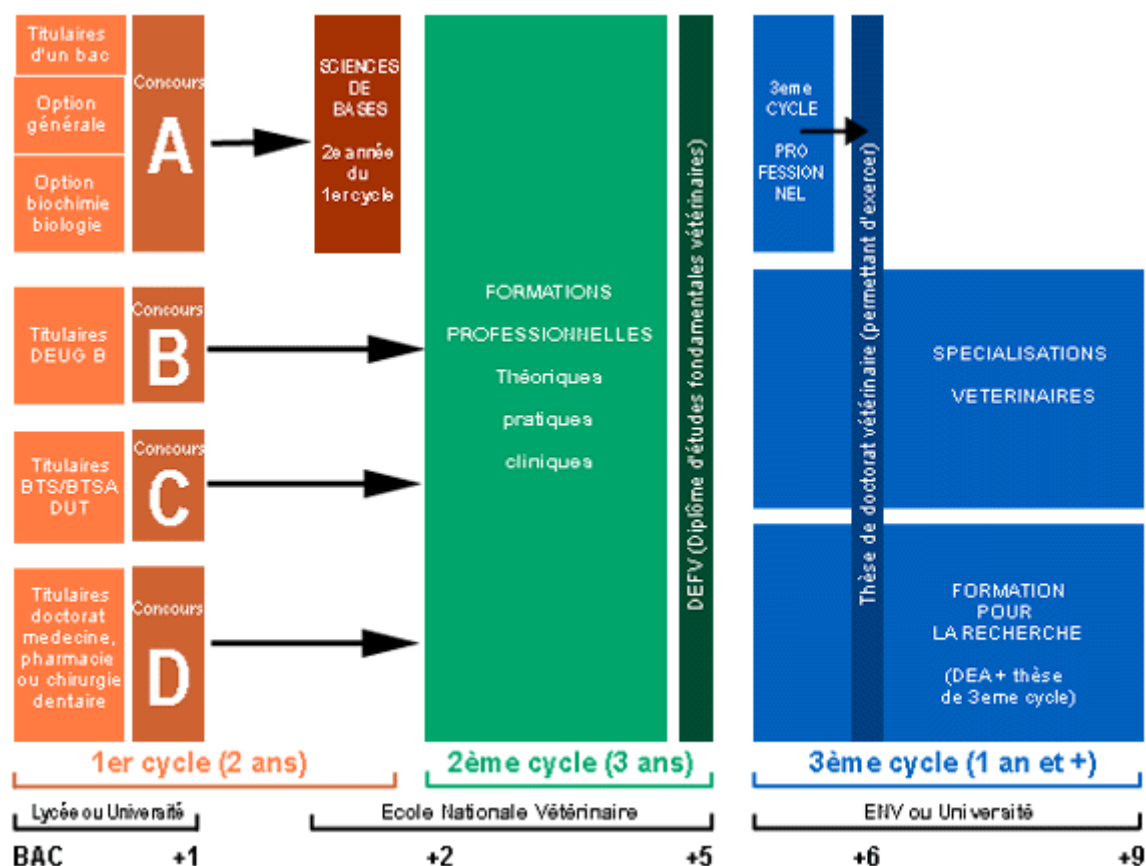 Titulaires
d'un bac
Option
générale
Option
biochimie
biologie
Concours
A
SCIENCES
DE
BASES
2e année
du
1er cycle
Titulaires
DEUG B
Concours
B
Titulaires
BTS/BTSA
DUT
Concours
C
Titulaires
doctorat
medecine,
pharmacie
ou chirurgie
dentaire
Concours
D
FORMATIONS
PROFESSIONNELLES
Théoriques
pratiques
cliniques
DEFV (Diplôme d'études fondamentales vétérinaires)
3eme
CYCLE
PRO
FESSION
NEL
Thèse de doctorat vétérinaire (permettant d'exercer)
SPECIALISATIONS
VETERINAIRES
FORMATION
POUR
LA RECHERCHE
(DEA + thèse
de 3eme cycle)
1er cycle (2 ans)
2ème cycle (3 ans)
3ème cycle (1 an et +)
Lycée ou Université
Ecole Nationale Vétérinaire
ENV ou Université
BAC +1 +2 +5 +6 +9